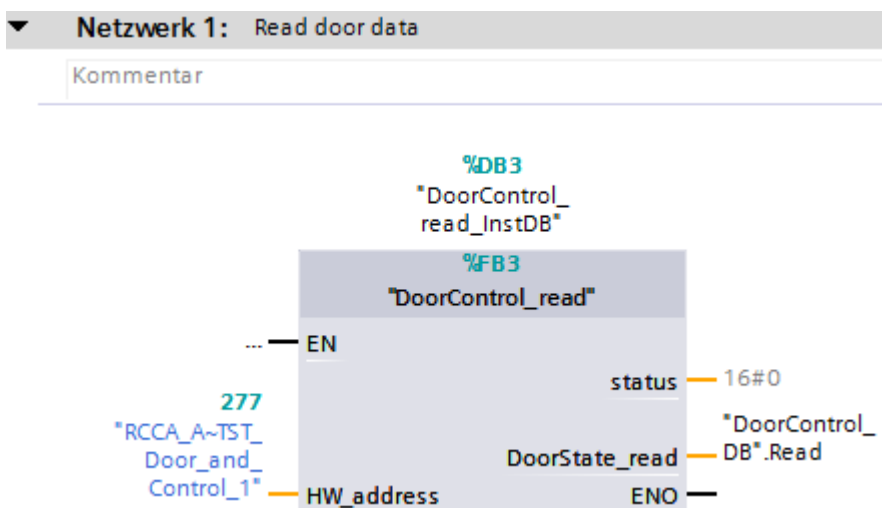 Netzwerk 1: Read door data
Kommentar
%DB3
"DoorControl_
read_InstDB"
%FB3
"DoorControl_read"
... EN
status 16#0
277
"RCCA_A~TST_
Door_and_
Control_1" HW_address
DoorState_read "DoorControl_
DB".Read
ENO